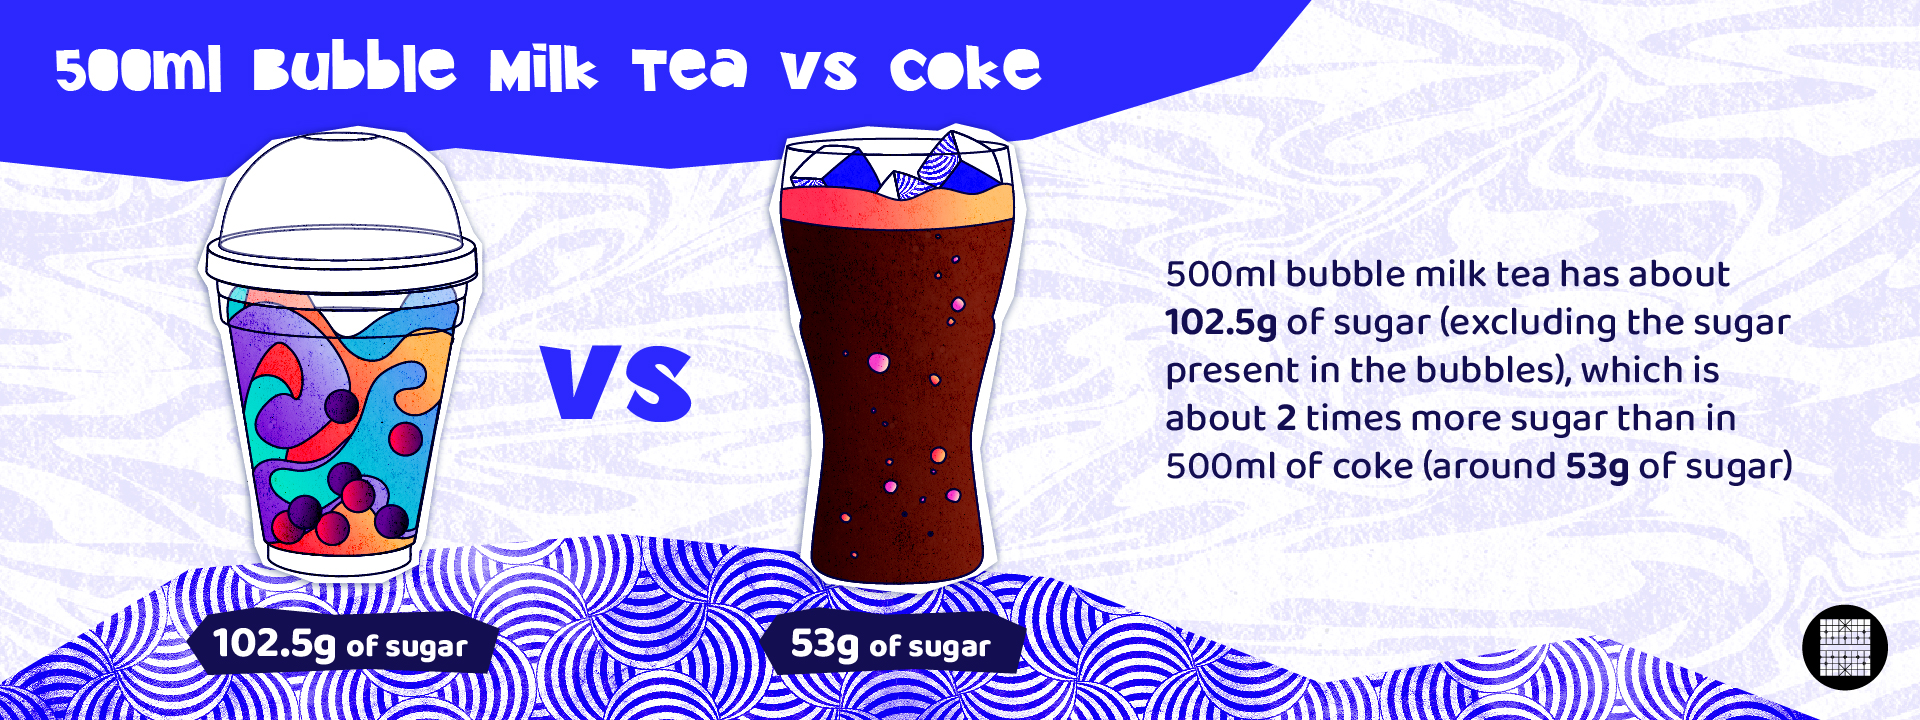 500ml Bubble Milk Tea vs Coke
vs
500ml bubble milk tea has about
102.5g of sugar (excluding the sugar
present in the bubbles), which is
about 2 times more sugar than in
500ml of coke (around 53g of sugar)
102.5g of sugar
53g of sugar